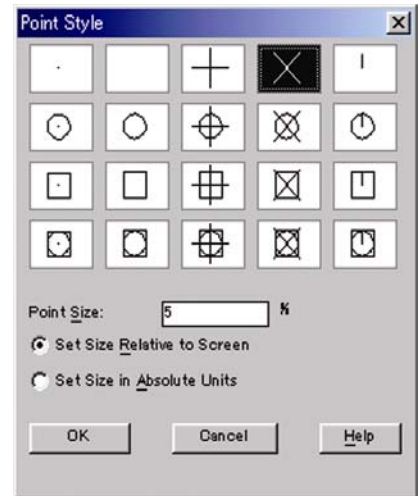 Point Style
Point Size: 5 %
Set Size Relative to Screen
Set Size in Absolute Units
OK Cancel Help